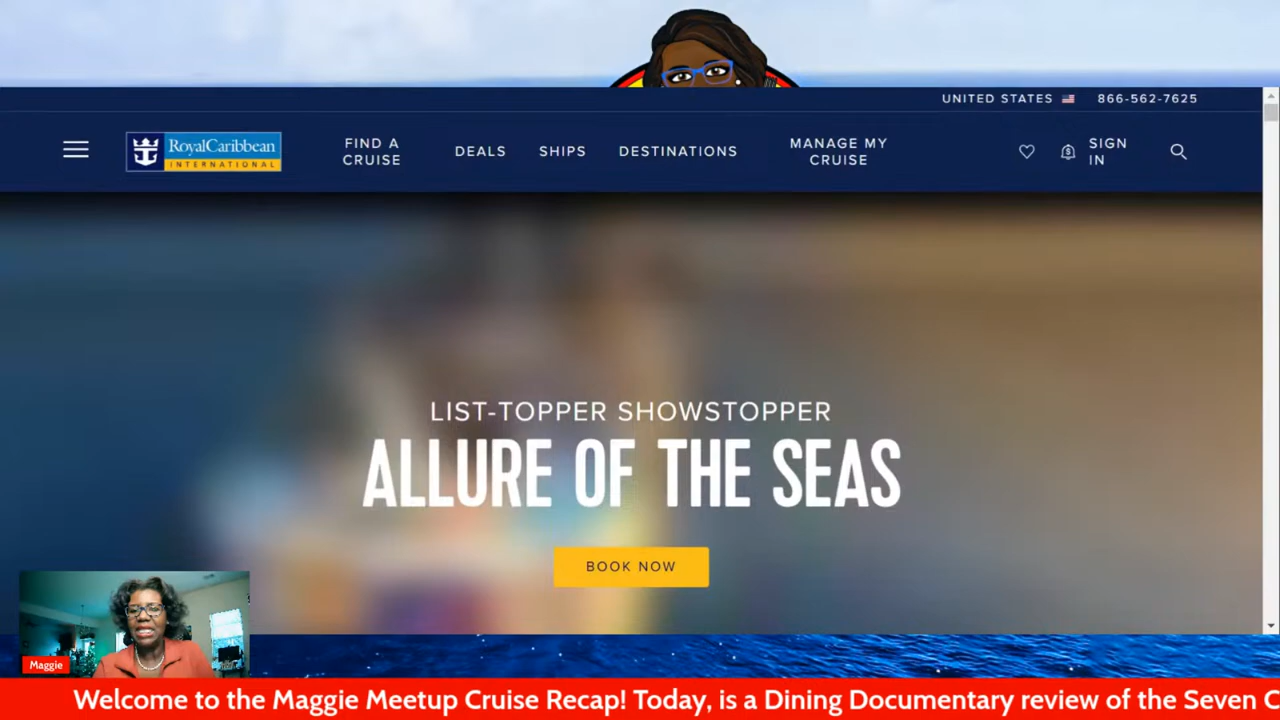 UNITED STATES 866-562-7625
RoyalCaribbean
INTERNATIONAL
FIND A
CRUISE
DEALS
SHIPS
DESTINATIONS
MANAGE MY
CRUISE
SIGN
IN
LIST-TOPPER SHOWSTOPPER
ALLURE OF THE SEAS
BOOK NOW
Maggie
Welcome to the Maggie Meetup Cruise Recap! Today, is a Dining Documentary review of the Seven